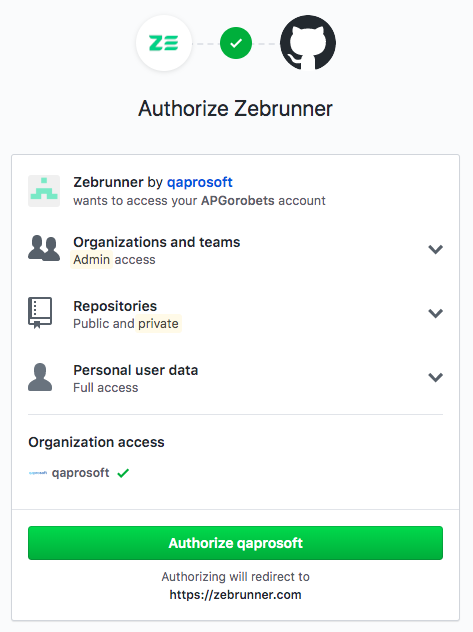 ZE
Authorize Zebrunner
Zebrunner by qaprosoft
wants to access your APGorobets account
Organizations and teams
Admin access
Repositories
Public and private
Personal user data
Full access
Organization access
qaprosoft
Authorize qaprosoft
Authorizing will redirect to
https://zebrunner.com